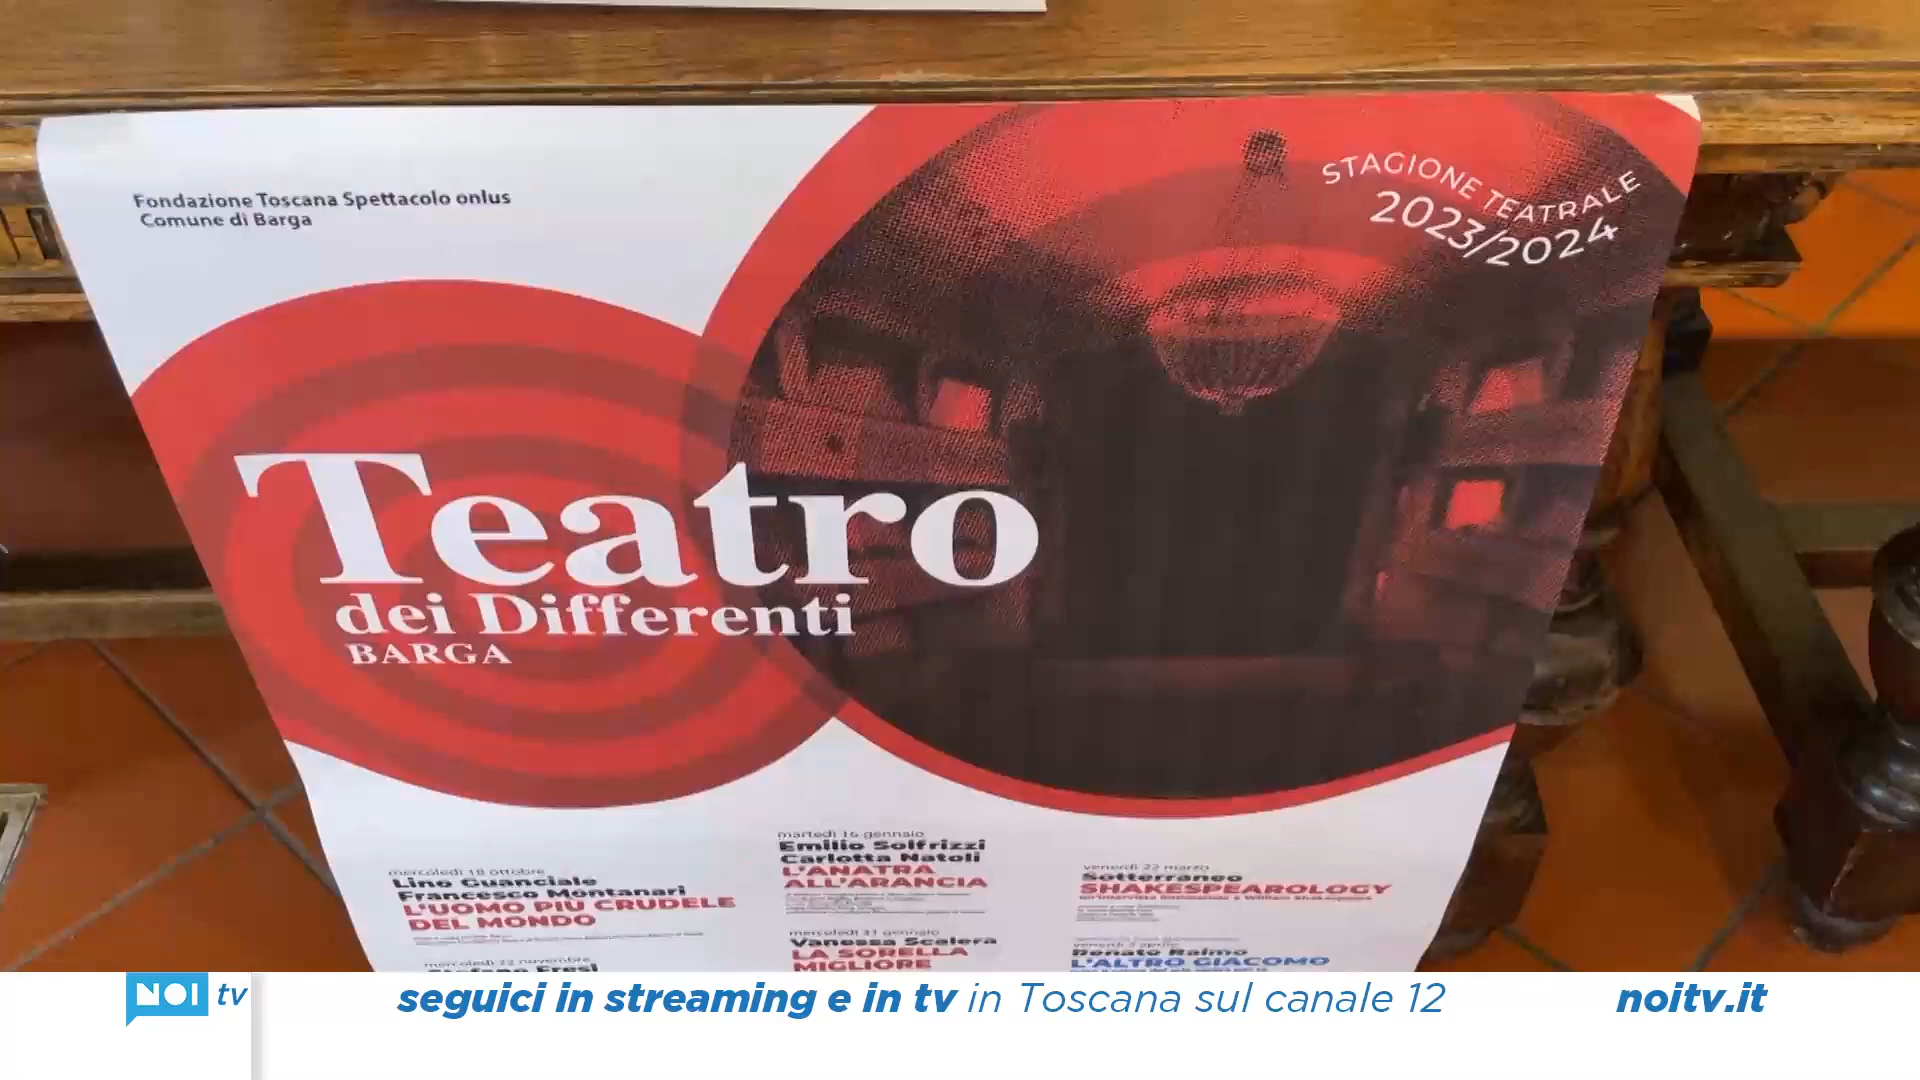 Fondazione Toscana Spettacolo onlus
Comune di Barga
STAGIONE TEATRALE
2023/2024
Teatro
dei Differenti
BARGA
mercoledì 18 ottobre
Lino Guanciale
Francesco Montanari
L'UOMO PIÙ CRUDELE
DEL MONDO
mercoledì 22 novembre
Stefano Fresi
martedì 16 gennaio
Emilio Solfrizzi
Carlotta Natoli
L'ANATRA
ALL'ARANCIA
mercoledì 31 gennaio
Vanessa Scalera
LA SORELLA
MIGLIORE
venerdì 22 marzo
Sotterraneo
SHAKESPEAROLOGY
Renato Raimo
L'ALTRO GIACOMO
NOI tv
seguici in streaming e in tv in Toscana sul canale 12
noitv.it